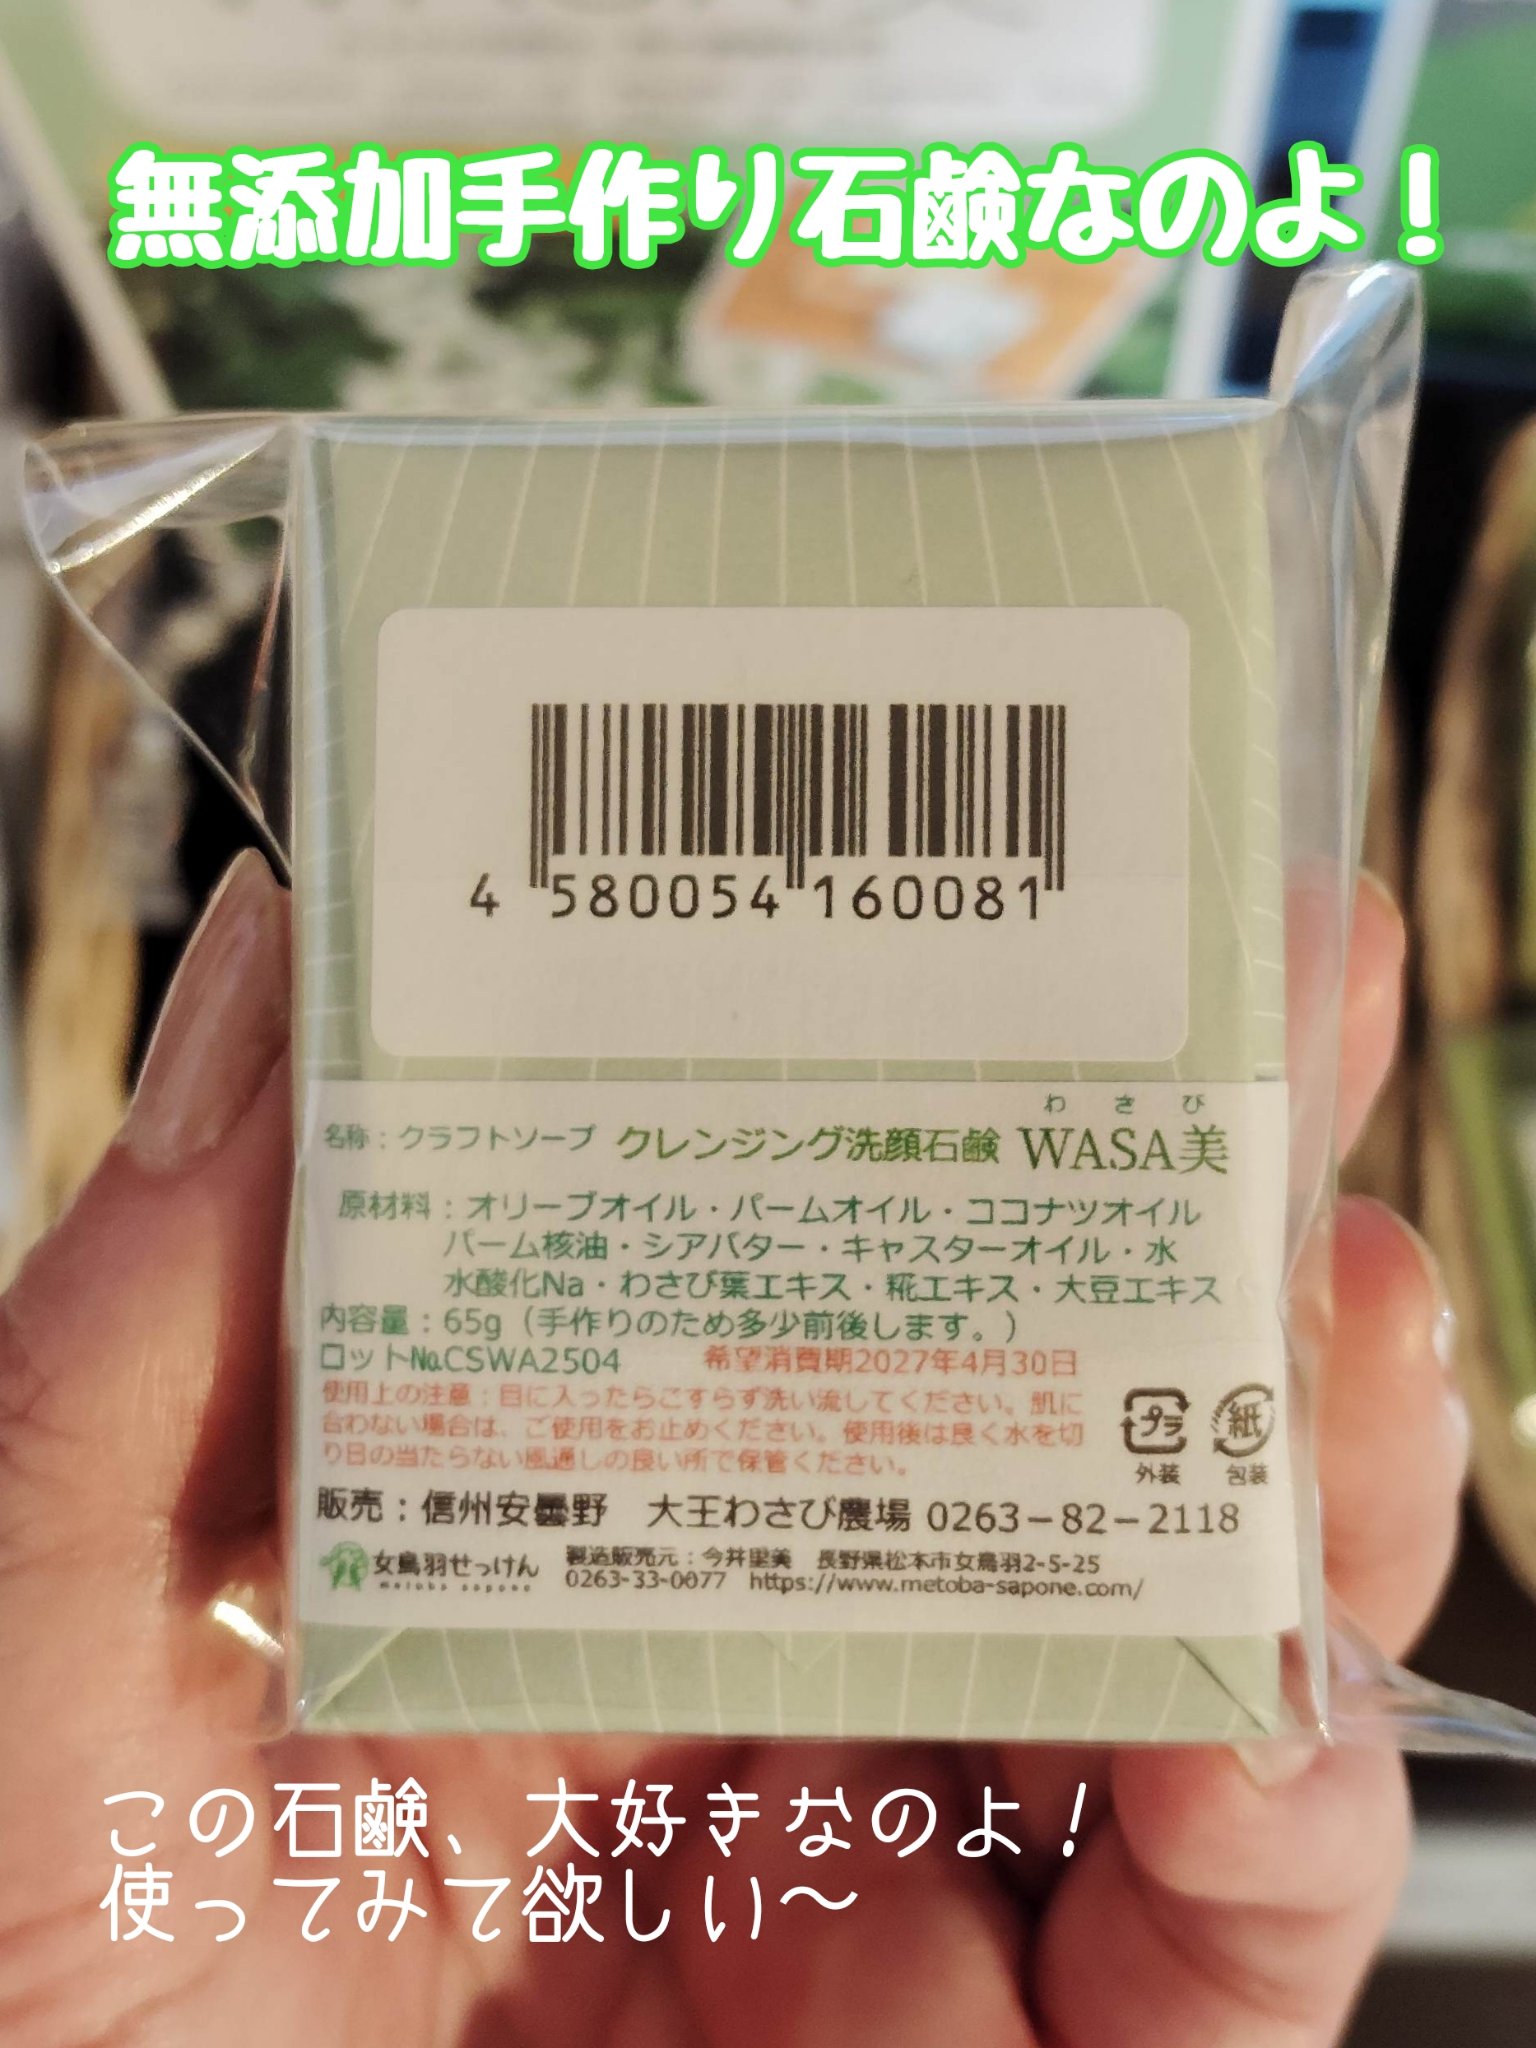 無添加手作り石鹸なのよ！
4 580054 160081
わさび
名称：クラフトソープ クレンジング洗顔石鹸 WASA美
原材料：オリーブオイル・パームオイル・ココナツオイル
パーム核油・シアバター・キャスターオイル・水
水酸化Na・わさび葉エキス・糀エキス・大豆エキス
内容量：65g（手作りのため多少前後します。）
ロット№CSWA2504 希望消費期2027年4月30日
使用上の注意：目に入ったらこすらず洗い流してください。肌に
合わない場合は、ご使用をお止めください。使用後は良く水を切
り日の当たらない風通しの良い所で保管ください。
プラ 紙
外装 包装
販売：信州安曇野 大王わさび農場 0263－82－2118
女鳥羽せっけん 製造販売元：今井里美 長野県松本市女鳥羽2-5-25
metoba sapone 0263-33-0077 https://www.metoba-sapone.com/
この石鹸、大好きなのよ！
使ってみて欲しい〜